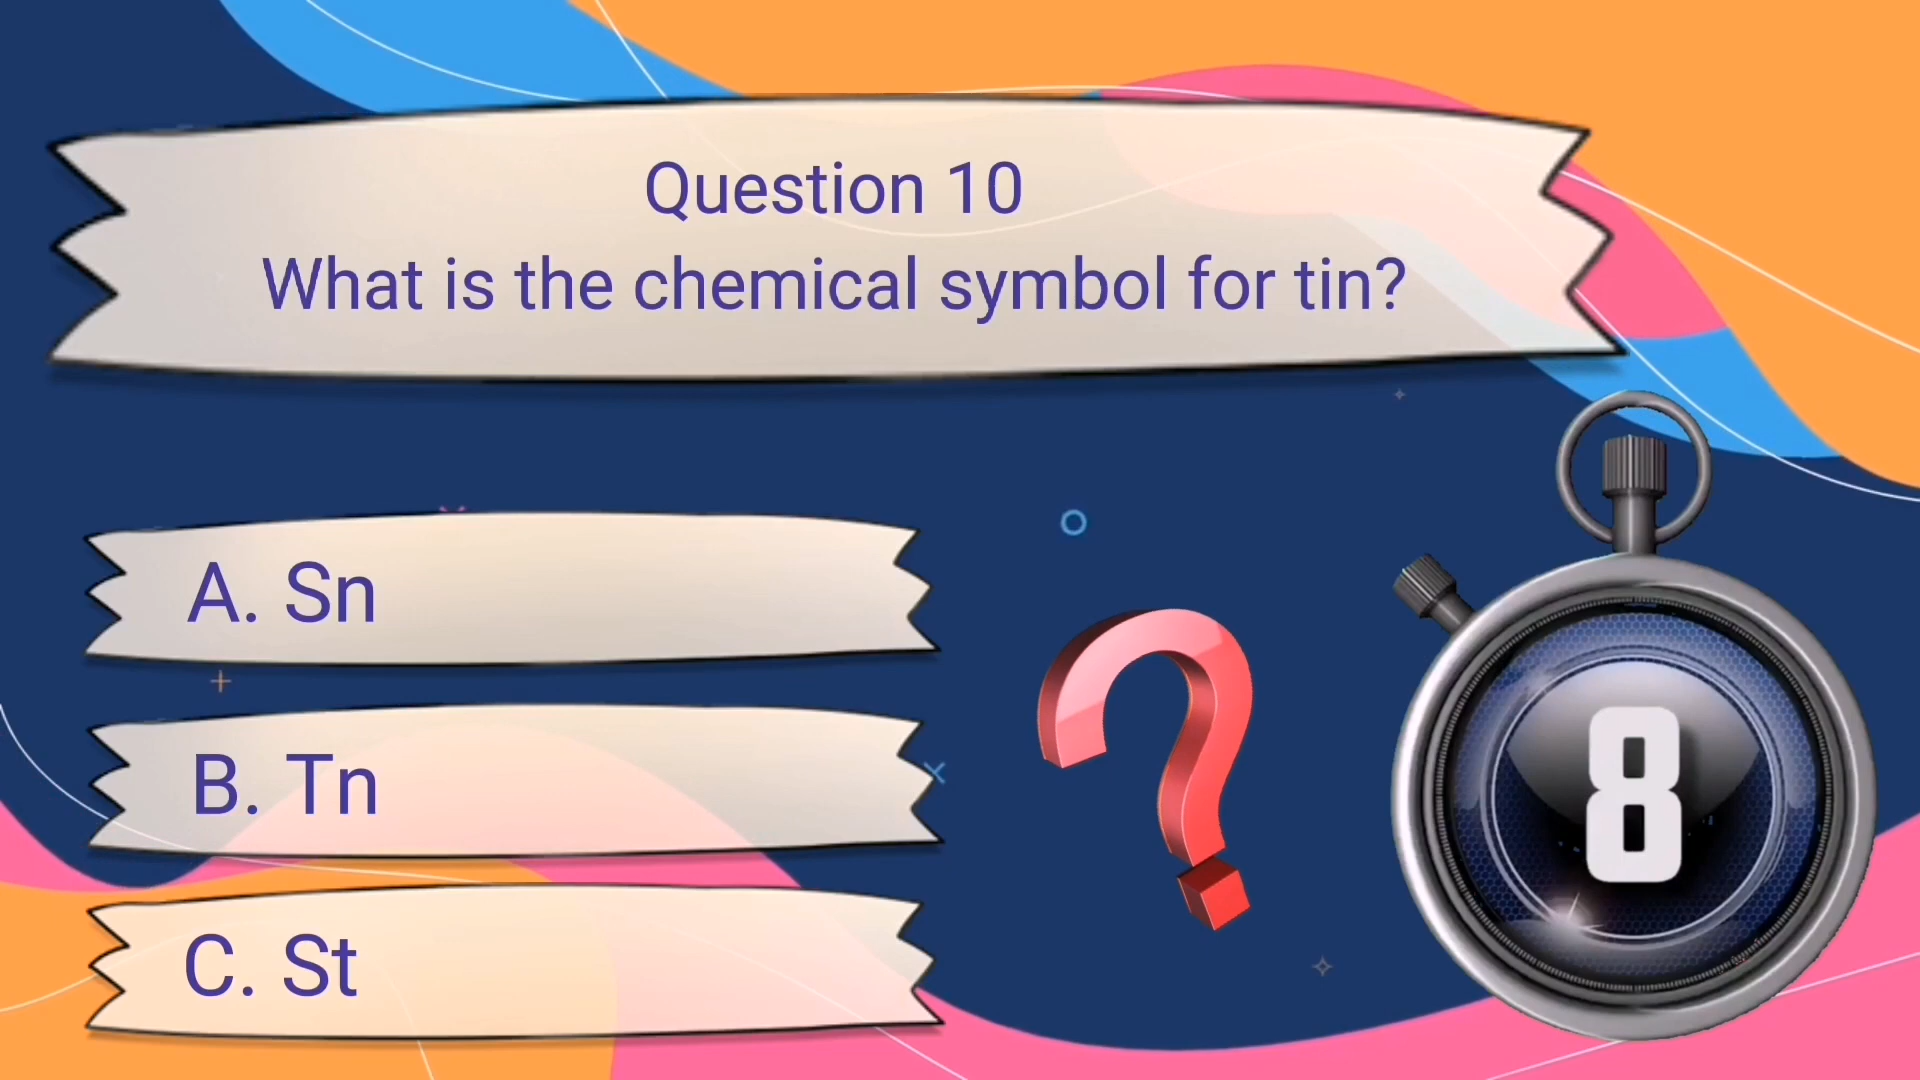 Question 10
What is the chemical symbol for tin?
A. Sn
B. Tn
C. St
8